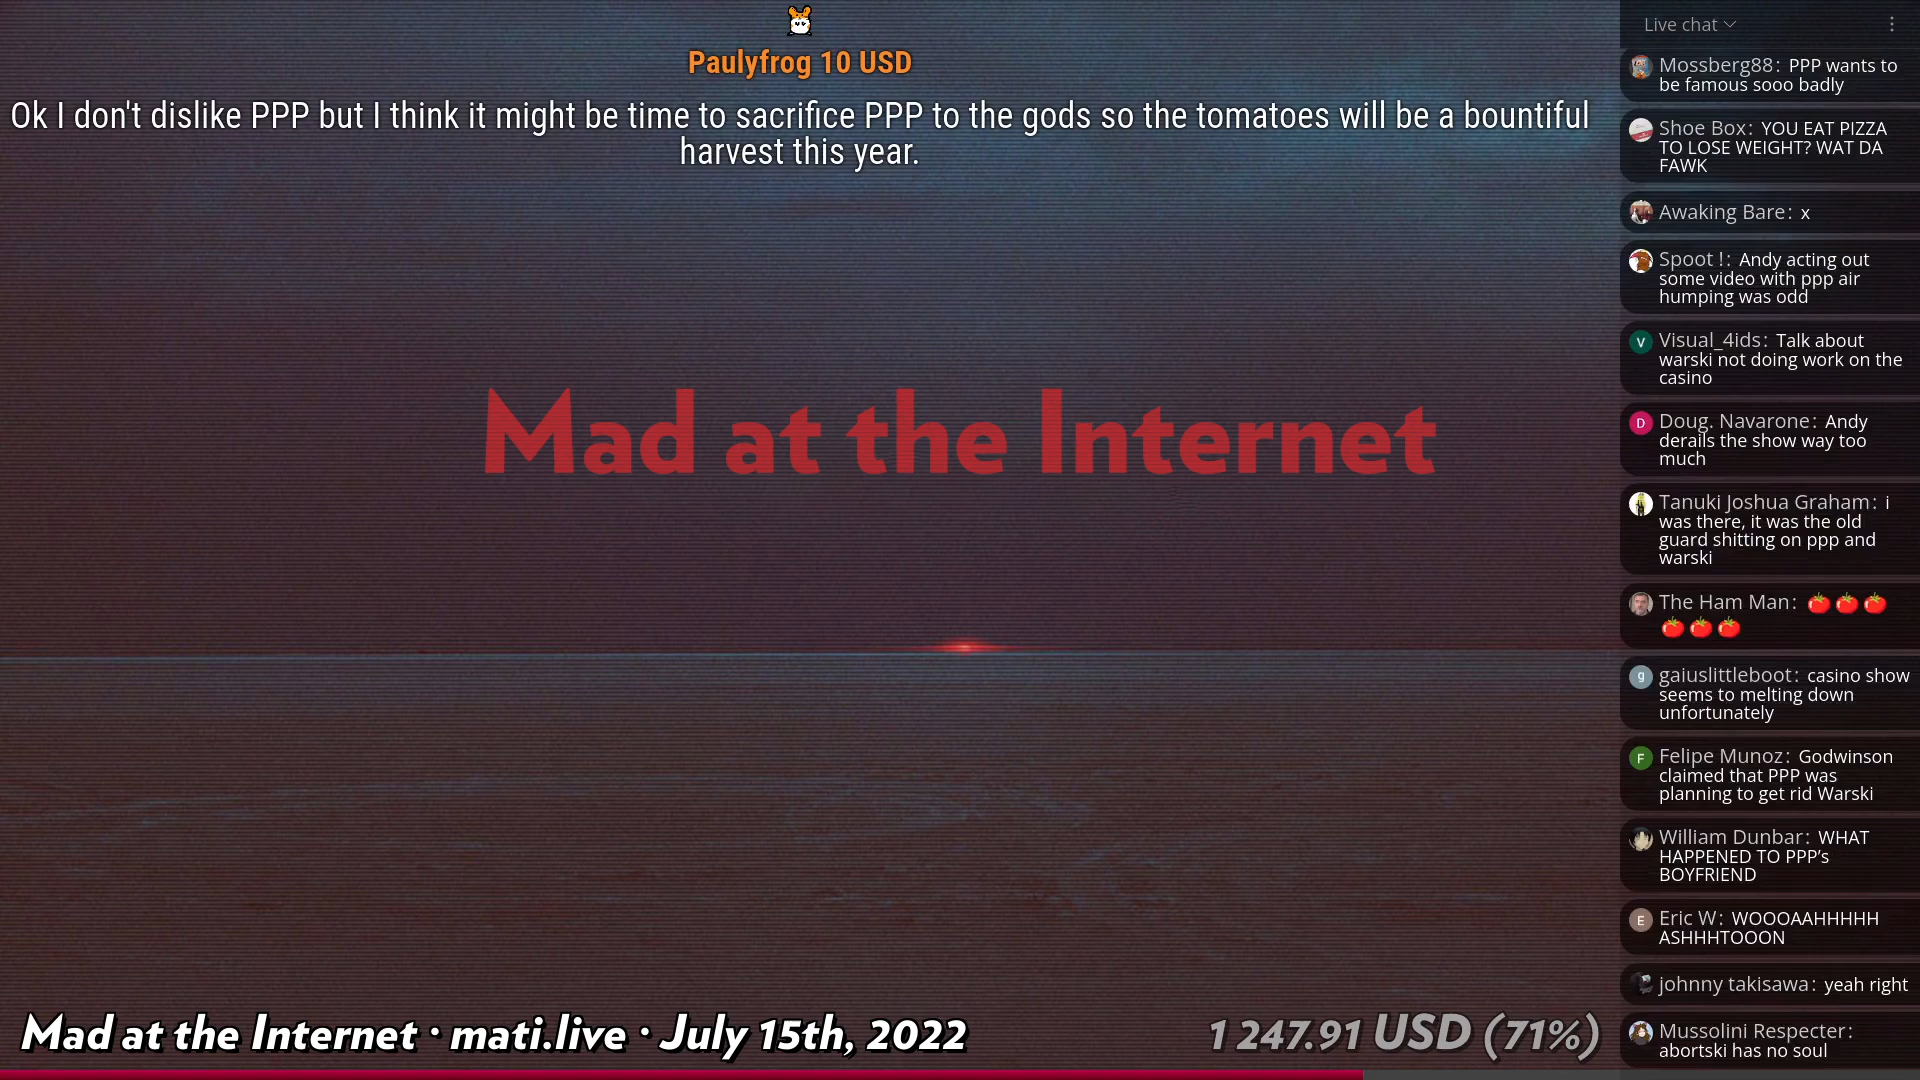 Paulyfrog 10 USD
Ok I don't dislike PPP but I think it might be time to sacrifice PPP to the gods so the tomatoes will be a bountiful
harvest this year.
Mad at the Internet
Mad at the Internet · mati.live · July 15th, 2022
1 247.91 USD (71%)
Live chat
Mossberg88: PPP wants to
be famous sooo badly
Shoe Box: YOU EAT PIZZA
TO LOSE WEIGHT? WAT DA
FAWK
Awaking Bare: x
Spoot !: Andy acting out
some video with ppp air
humping was odd
V
Visual_4ids: Talk about
warski not doing work on the
casino
D
Doug. Navarone: Andy
derails the show way too
much
Tanuki Joshua Graham: i
was there, it was the old
guard shitting on ppp and
warski
The Ham Man: 🍅🍅🍅
🍅🍅🍅
g
gaiuslittleboot: casino show
seems to melting down
unfortunately
F
Felipe Munoz: Godwinson
claimed that PPP was
planning to get rid Warski
William Dunbar: WHAT
HAPPENED TO PPP’s
BOYFRIEND
E
Eric W: WOOOAAHHHHH
ASHHHTOOON
johnny takisawa: yeah right
Mussolini Respecter:
abortski has no soul